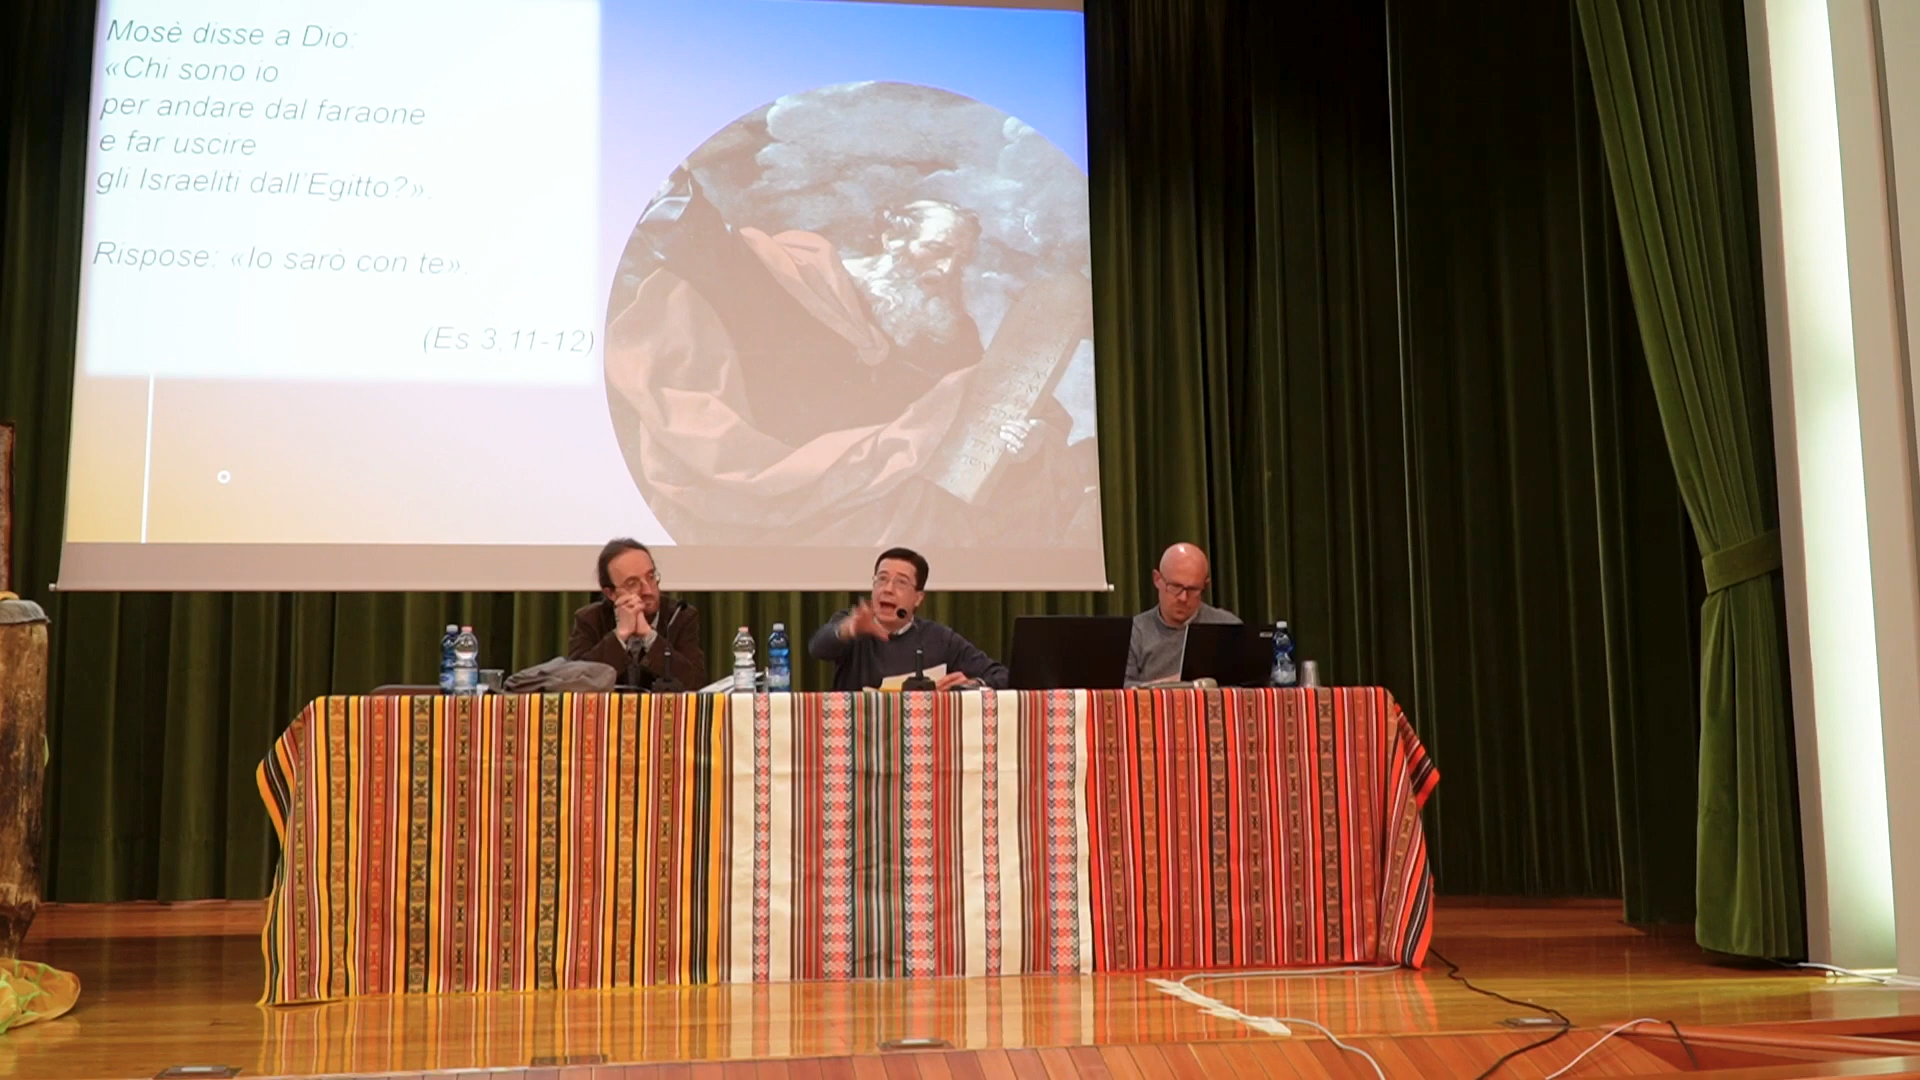 Mosè disse a Dio:
«Chi sono io
per andare dal faraone
e far uscire
gli Israeliti dall'Egitto?».
Rispose: «Io sarò con te».
(Es 3,11-12)